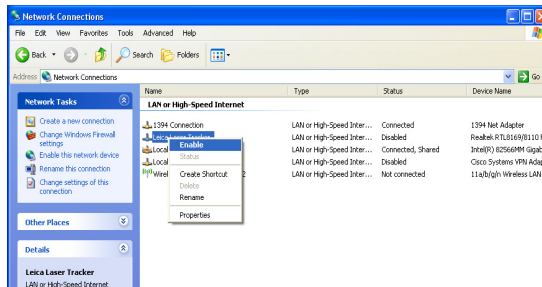 Network Connections
File Edit View Favorites Tools Advanced Help
Back Search Folders
Address Network Connections Go
Name Type Status Device Name
Network Tasks
LAN or High-Speed Internet
Create a new connection
Change Windows Firewall settings
Enable this network device
Rename this connection
Change settings of this connection
1394 Connection LAN or High-Speed Inter... Connected 1394 Net Adapter
Leica Laser Tracker LAN or High-Speed Inter... Disabled Realtek RTL8169/8110
Local LAN or High-Speed Inter... Connected, Shared Intel(R) 82566MM Gigab
Local LAN or High-Speed Inter... Disabled Cisco Systems VPN Adap
Wirel 2 LAN or High-Speed Inter... Not connected 11a/b/g/n Wireless LAN
Enable
Status
Create Shortcut
Delete
Rename
Properties
Other Places
Details
Leica Laser Tracker
LAN or High-Speed Internet